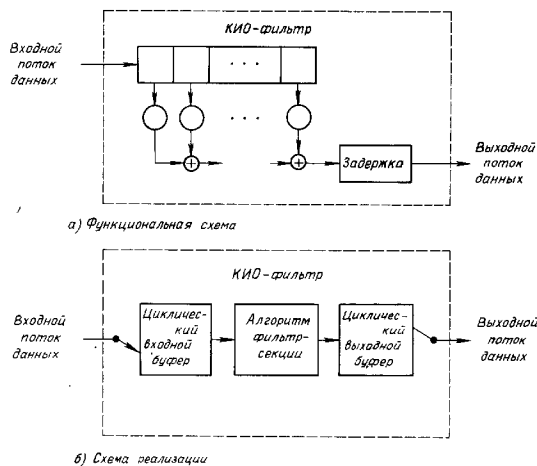 КИО-фильтр
Входной
поток
данных
. . .
. . .
Задержка
Выходной
поток
данных
а) Функциональная схема
КИО-фильтр
Входной
поток
данных
Цикличес-
кий
входной
буфер
Алгоритм
фильтр-
секции
Цикличес-
кий
выходной
буфер
Выходной
поток
данных
б) Схема реализации